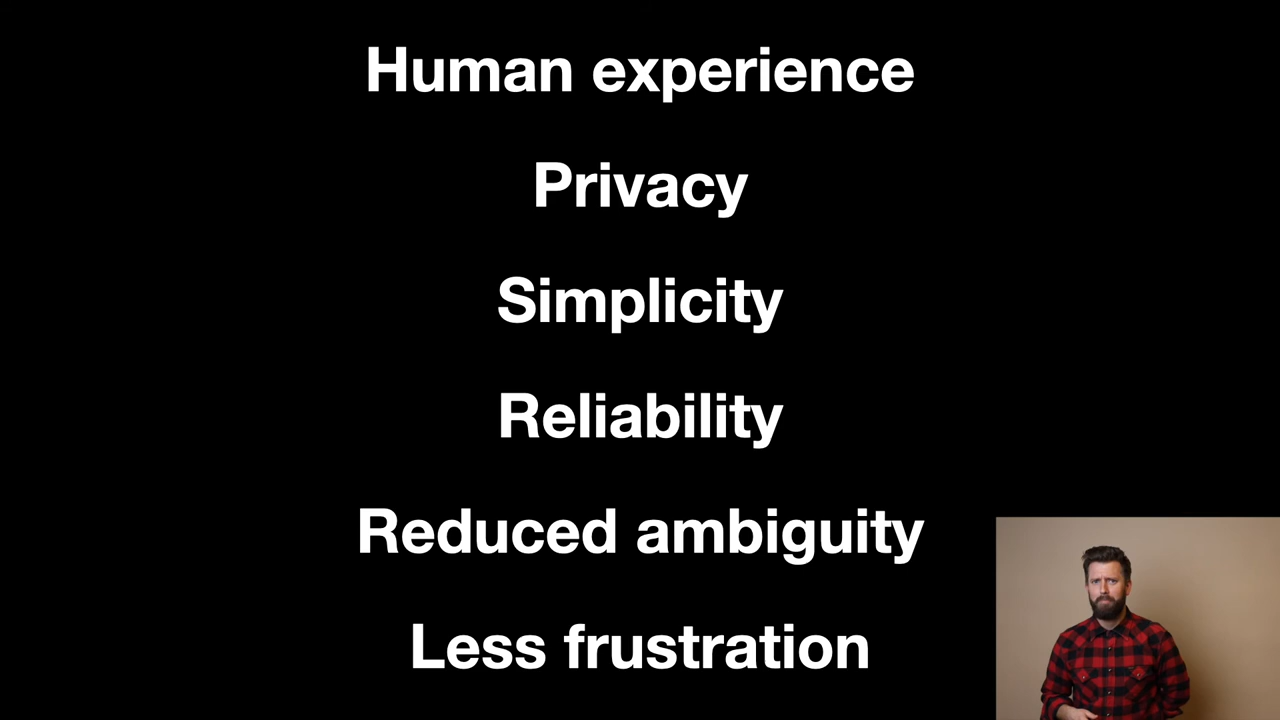 Human experience
Privacy
Simplicity
Reliability
Reduced ambiguity
Less frustration